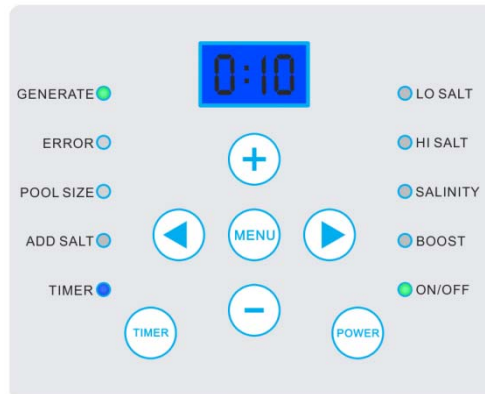 0:10
GENERATE
LO SALT
ERROR
HI SALT
+
POOL SIZE
SALINITY
ADD SALT
MENU
BOOST
TIMER
ON/OFF
−
TIMER
POWER